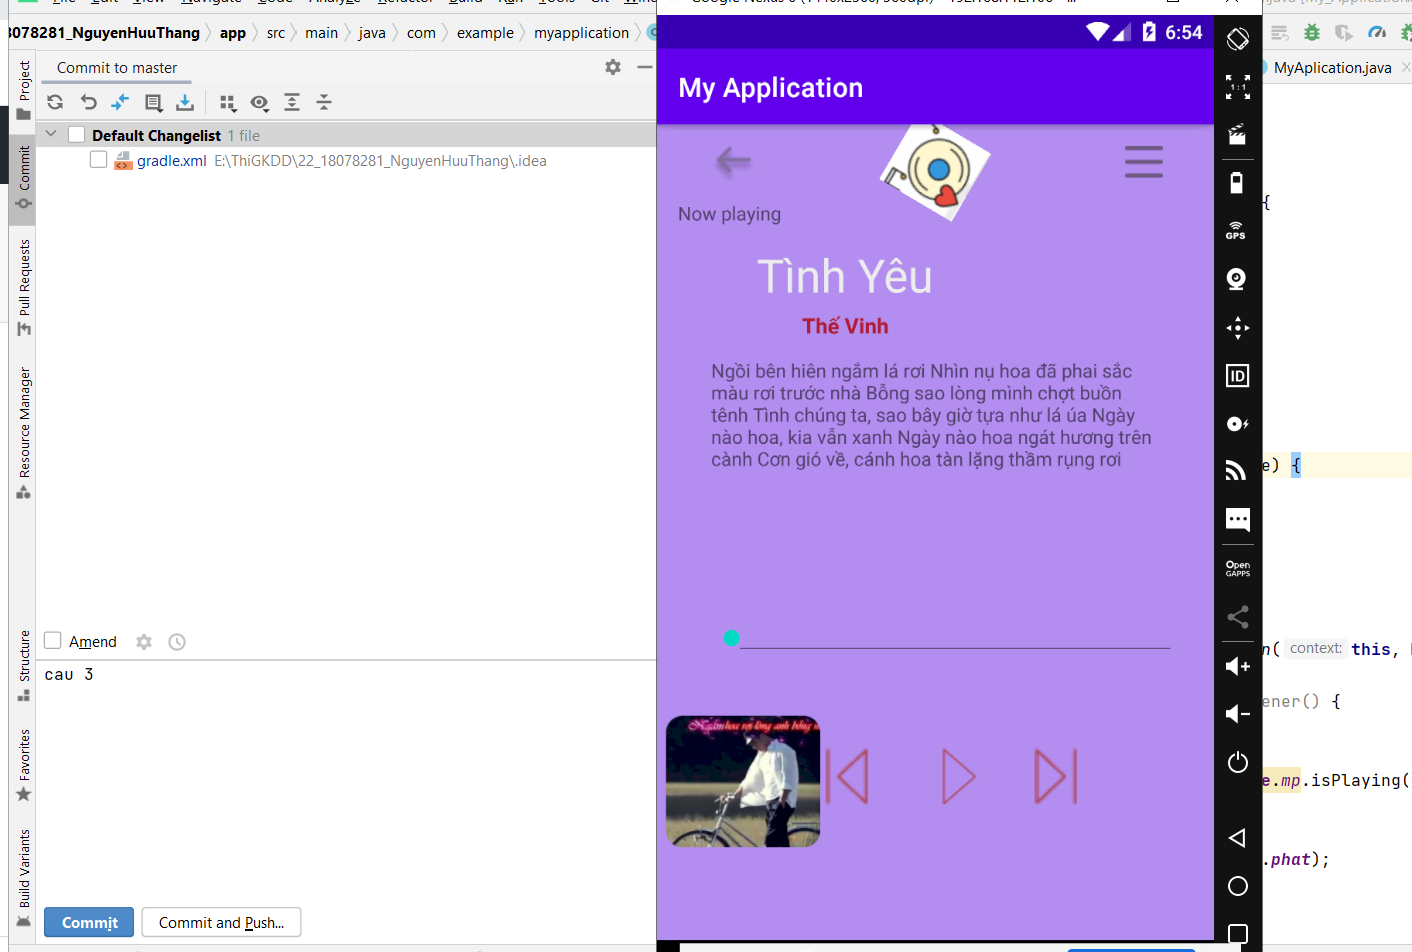 File Edit View Navigate Code Analyze Refactor Build Run Tools Git
8078281_NguyenHuuThang app src main java com example myapplication
Commit to master
Default Changelist 1 file
gradle.xml E:\ThiGKDD\22_18078281_NguyenHuuThang\.idea
Project
Commit
Pull Requests
Resource Manager
Structure
Favorites
Build Variants
Amend
cau 3
Commit
Commit and Push...
6:54
My Application
Now playing
Tình Yêu
Thế Vinh
Ngồi bên hiên ngắm lá rơi Nhìn nụ hoa đã phai sắc
màu rơi trước nhà Bỗng sao lòng mình chợt buồn
tênh Tình chúng ta, sao bây giờ tựa như lá úa Ngày
nào hoa, kia vẫn xanh Ngày nào hoa ngát hương trên
cành Cơn gió về, cánh hoa tàn lặng thầm rụng rơi
Ngắm hoa rơi lòng anh bỗng
1:1
GPS
ID
Open
GAPPS
MyAplication.java
{
e) {
n( context: this,
ener() {
e.mp.isPlaying(
.phat);